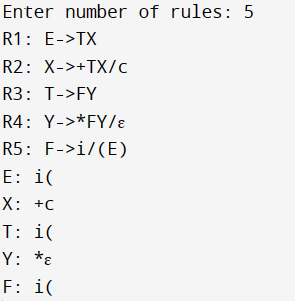 Enter number of rules: 5
R1: E->TX
R2: X->+TX/c
R3: T->FY
R4: Y->*FY/ε
R5: F->i/(E)
E: i(
X: +c
T: i(
Y: *ε
F: i(